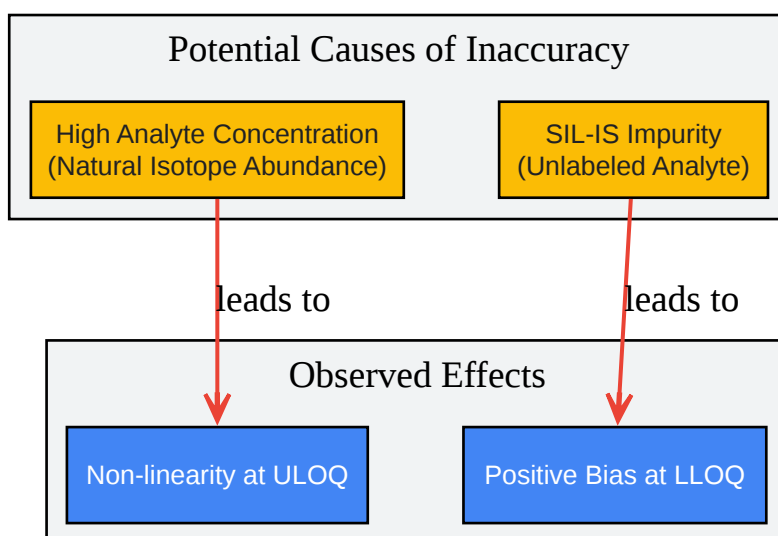 Potential Causes of Inaccuracy
High Analyte Concentration
(Natural Isotope Abundance)
SIL-IS Impurity
(Unlabeled Analyte)
leads to
leads to
Observed Effects
Non-linearity at ULOQ
Positive Bias at LLOQ